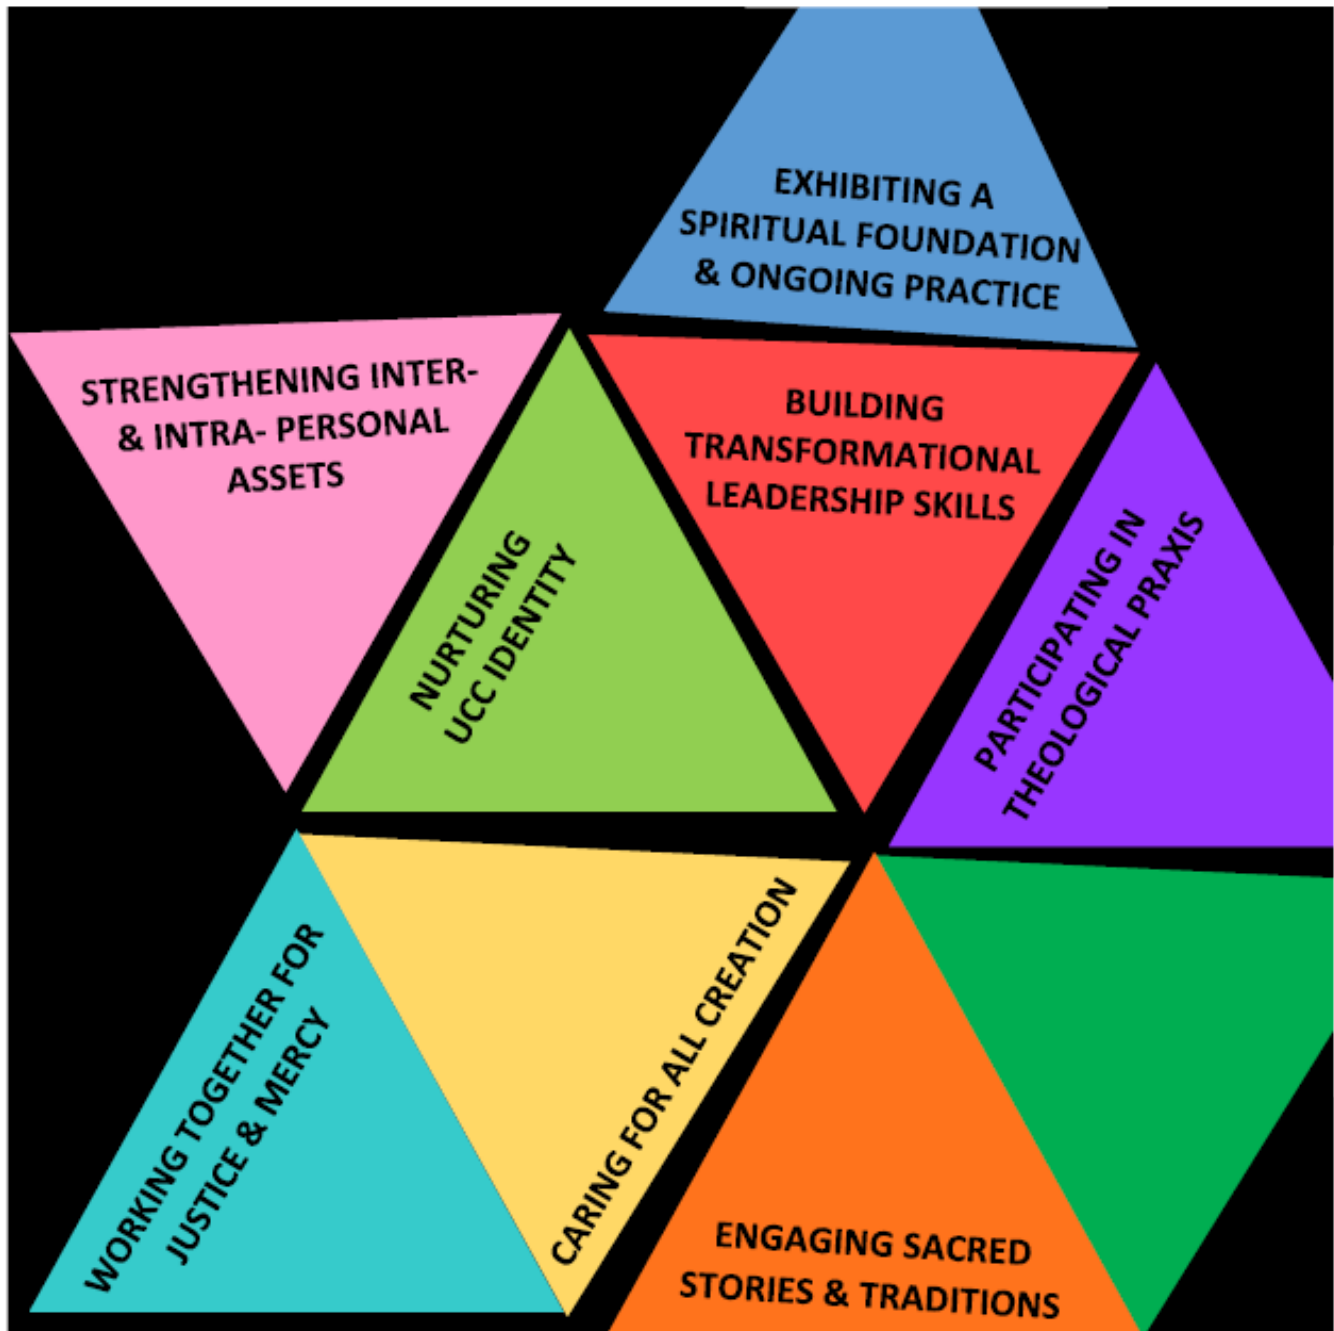 EXHIBITING A
SPIRITUAL FOUNDATION
& ONGOING PRACTICE
STRENGTHENING INTER-
& INTRA- PERSONAL
ASSETS
NURTURING
UCC IDENTITY
BUILDING
TRANSFORMATIONAL
LEADERSHIP SKILLS
PARTICIPATING IN
THEOLOGICAL PRAXIS
WORKING TOGETHER FOR
JUSTICE & MERCY
CARING FOR ALL CREATION
ENGAGING SACRED
STORIES & TRADITIONS